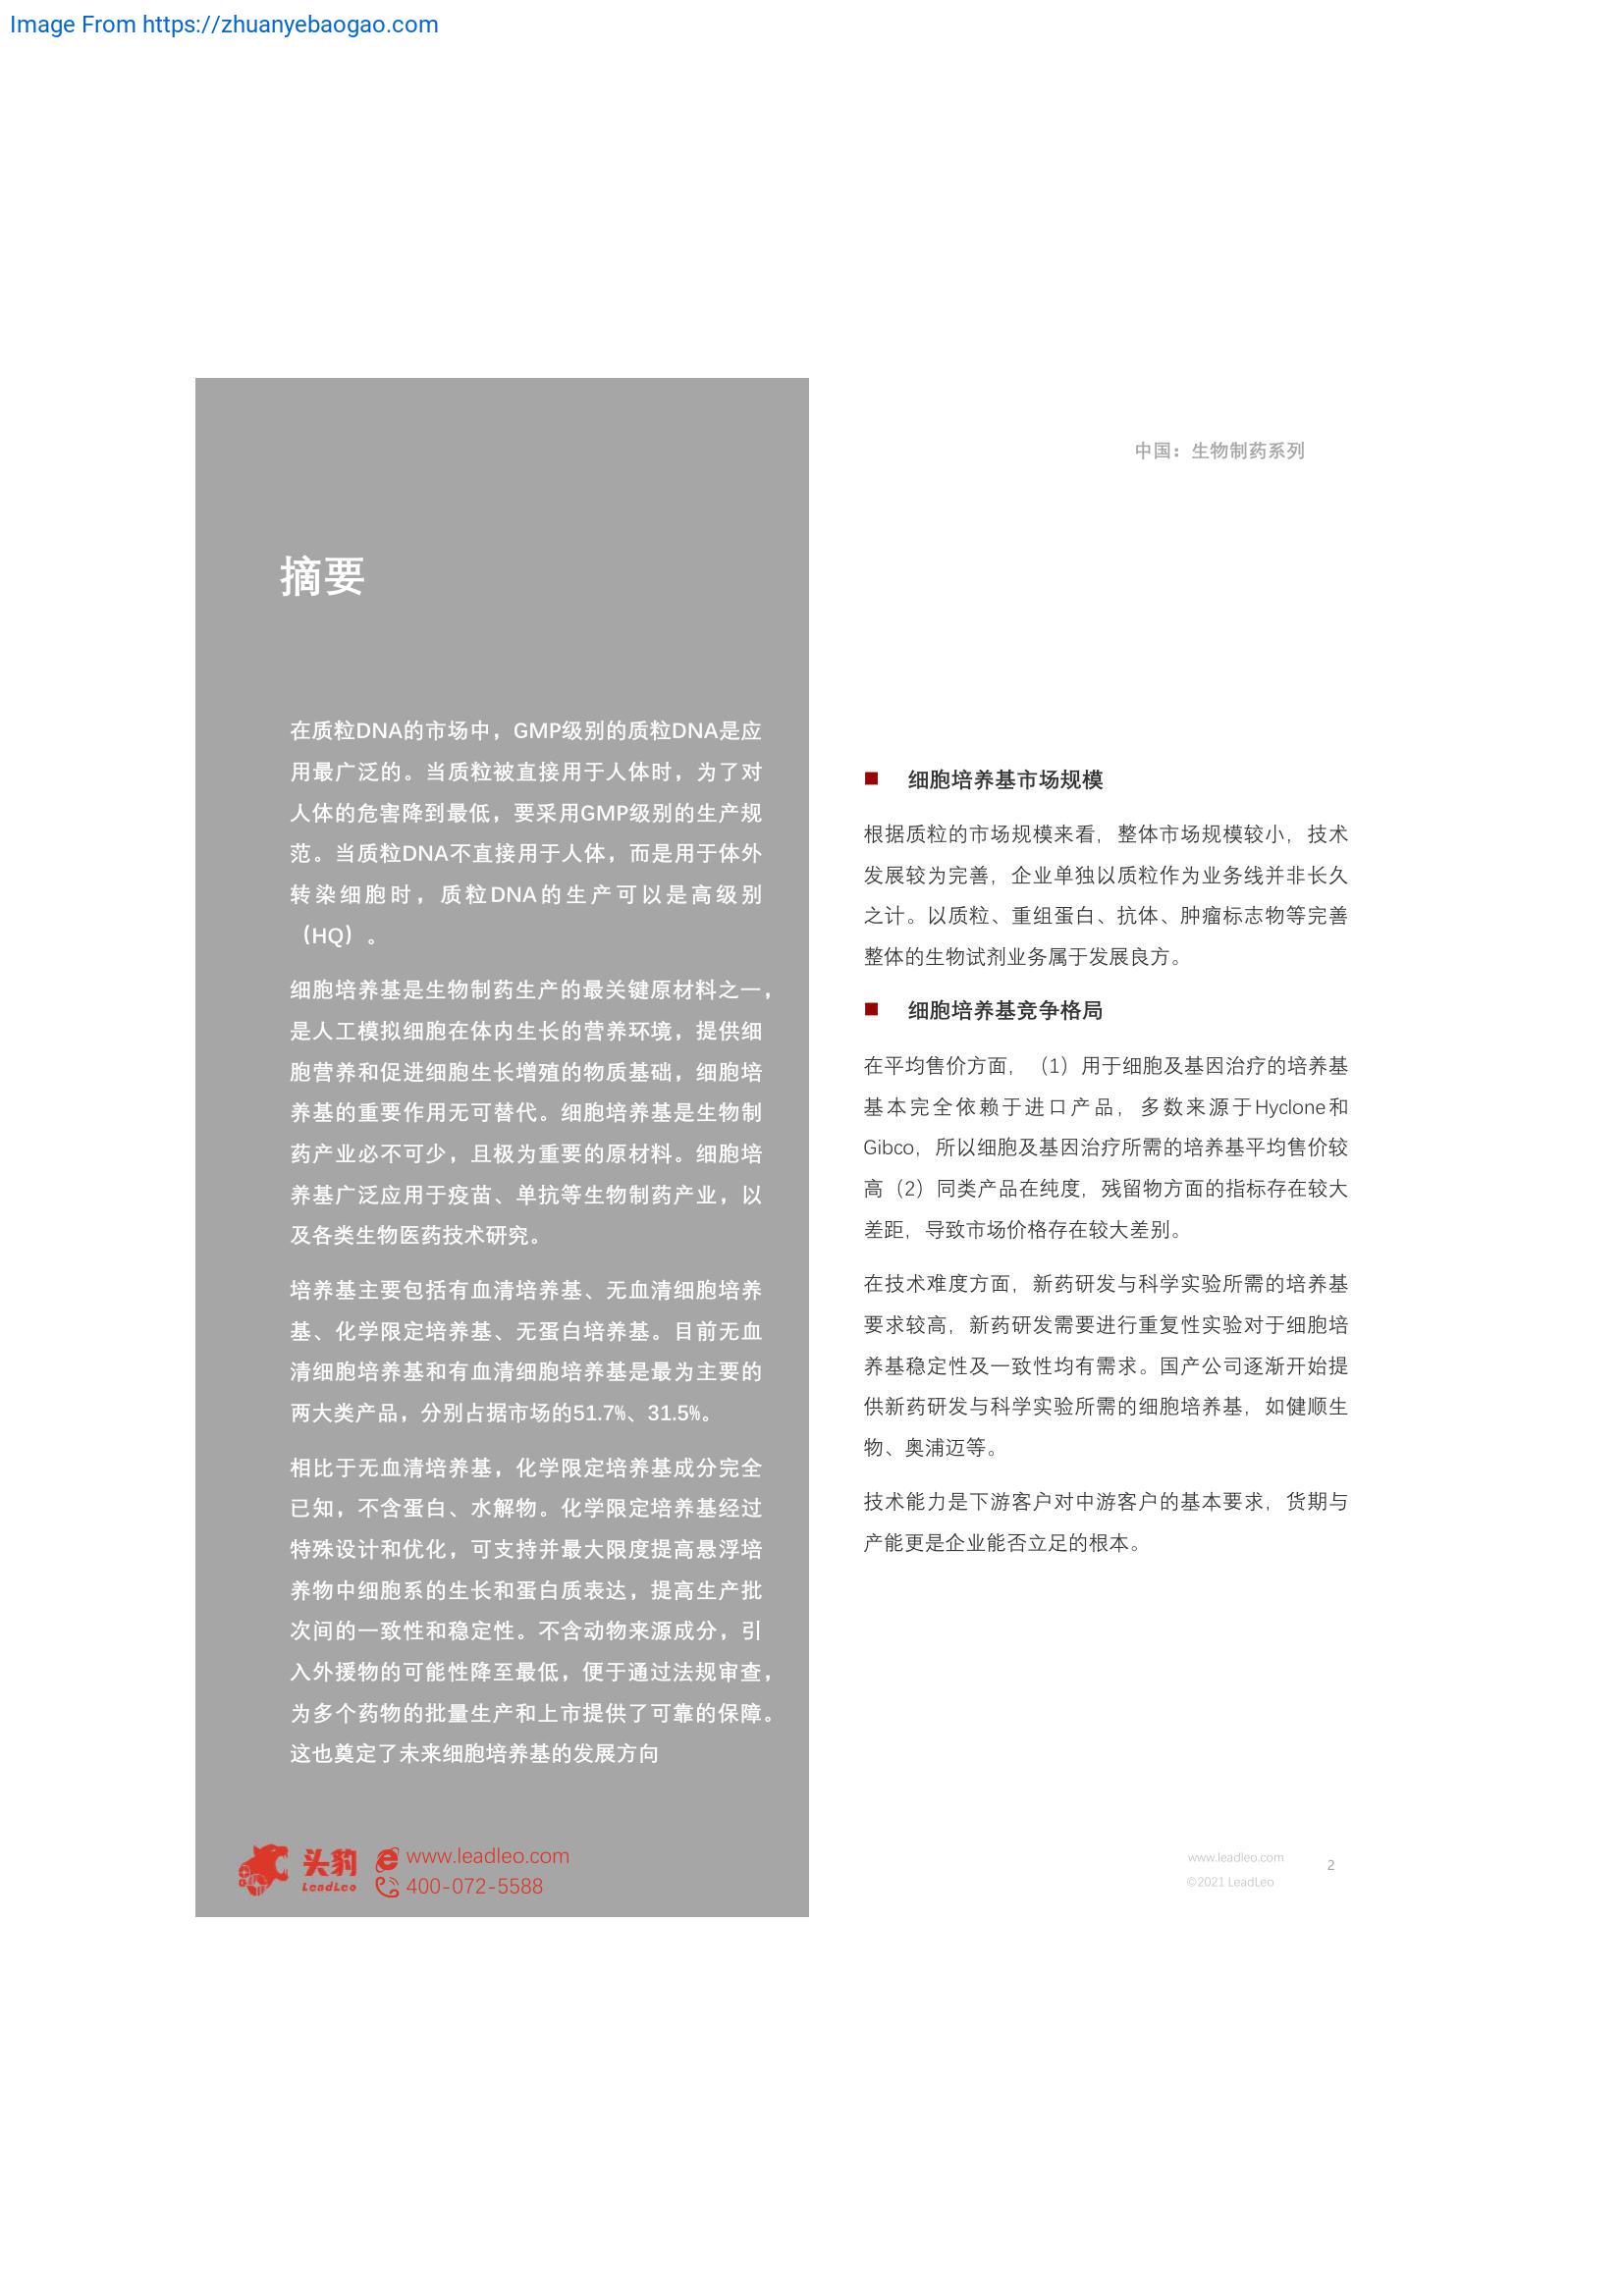 Image From https://zhuanyebaogao.com
中国：生物制药系列
摘要
在质粒DNA的市场中，GMP级别的质粒DNA是应
用最广泛的。当质粒被直接用于人体时，为了对
人体的危害降到最低，要采用GMP级别的生产规
范。当质粒DNA不直接用于人体，而是用于体外
转染细胞时，质粒DNA的生产可以是高级别
（HQ）。
细胞培养基是生物制药生产的最关键原材料之一，
是人工模拟细胞在体内生长的营养环境，提供细
胞营养和促进细胞生长增殖的物质基础，细胞培
养基的重要作用无可替代。细胞培养基是生物制
药产业必不可少，且极为重要的原材料。细胞培
养基广泛应用于疫苗、单抗等生物制药产业，以
及各类生物医药技术研究。
培养基主要包括有血清培养基、无血清细胞培养
基、化学限定培养基、无蛋白培养基。目前无血
清细胞培养基和有血清细胞培养基是最为主要的
两大类产品，分别占据市场的51.7%、31.5%。
相比于无血清培养基，化学限定培养基成分完全
已知，不含蛋白、水解物。化学限定培养基经过
特殊设计和优化，可支持并最大限度提高悬浮培
养物中细胞系的生长和蛋白质表达，提高生产批
次间的一致性和稳定性。不含动物来源成分，引
入外援物的可能性降至最低，便于通过法规审查，
为多个药物的批量生产和上市提供了可靠的保障。
这也奠定了未来细胞培养基的发展方向
细胞培养基市场规模
根据质粒的市场规模来看，整体市场规模较小，技术
发展较为完善，企业单独以质粒作为业务线并非长久
之计。以质粒、重组蛋白、抗体、肿瘤标志物等完善
整体的生物试剂业务属于发展良方。
细胞培养基竞争格局
在平均售价方面，（1）用于细胞及基因治疗的培养基
基本完全依赖于进口产品，多数来源于Hyclone和
Gibco，所以细胞及基因治疗所需的培养基平均售价较
高（2）同类产品在纯度，残留物方面的指标存在较大
差距，导致市场价格存在较大差别。
在技术难度方面，新药研发与科学实验所需的培养基
要求较高，新药研发需要进行重复性实验对于细胞培
养基稳定性及一致性均有需求。国产公司逐渐开始提
供新药研发与科学实验所需的细胞培养基，如健顺生
物、奥浦迈等。
技术能力是下游客户对中游客户的基本要求，货期与
产能更是企业能否立足的根本。
头豹
LeadLeo
www.leadleo.com
400-072-5588
www.leadleo.com
©2021 LeadLeo
2